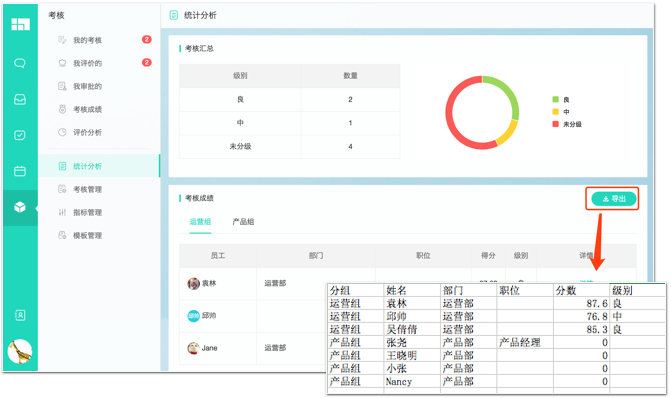 考核
统计分析
我的考核 2
我评价的 2
我审批的
考核成绩
评价分析
统计分析
考核管理
指标管理
模板管理
考核汇总
级别 数量
良 2
中 1
未分级 4
良
中
未分级
考核成绩
导出
运营组 产品组
员工 部门 职位 得分 级别 详情
袁林 运营部
邱帅 邱帅
Jane 运营部
分组 姓名 部门 职位 分数 级别
运营组 袁林 运营部 87.6 良
运营组 邱帅 运营部 76.8 中
运营组 吴倩倩 运营部 85.3 良
产品组 张尧 产品部 产品经理 0
产品组 王晓明 产品部 0
产品组 小张 产品部 0
产品组 Nancy 产品部 0